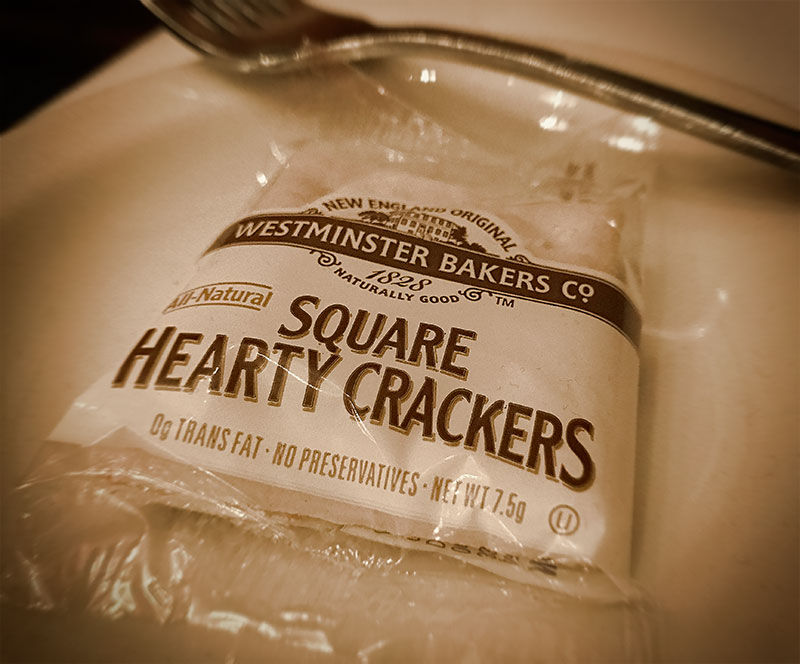 NEW ENGLAND ORIGINAL
WESTMINSTER BAKERS CO
1828
NATURALLY GOOD TM
All-Natural
SQUARE
HEARTY CRACKERS
0g TRANS FAT · NO PRESERVATIVES · NET WT 7.5g
U